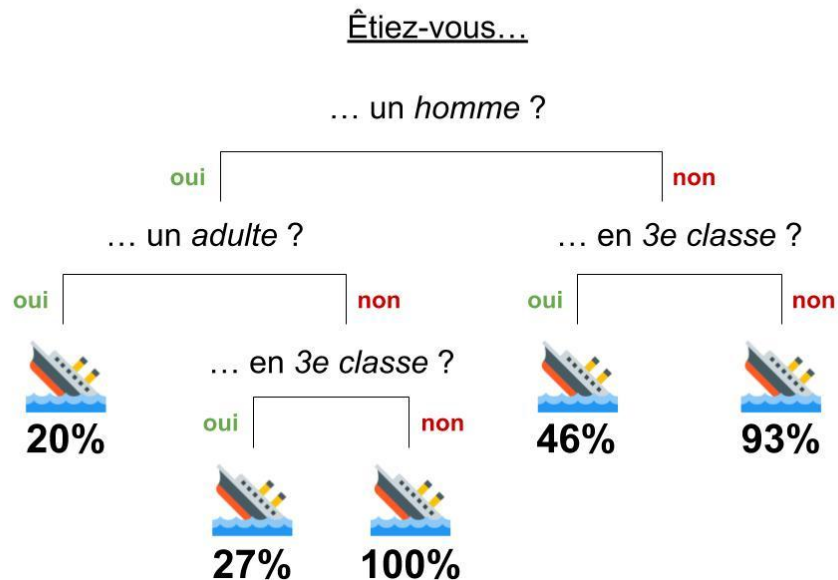 Êtiez-vous…
… un homme ?
oui
non
… un adulte ?
… en 3e classe ?
oui
non
oui
non
… en 3e classe ?
20%
oui
non
46%
93%
27%
100%